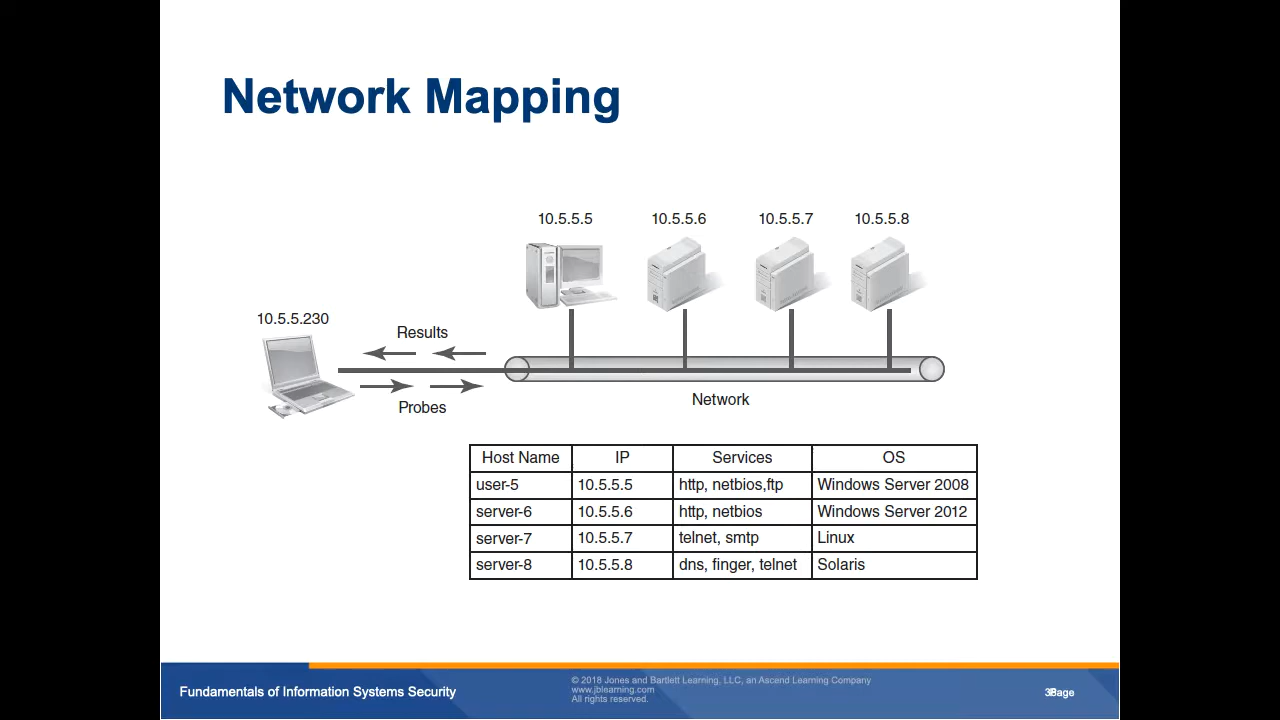 Network Mapping
10.5.5.5 10.5.5.6 10.5.5.7 10.5.5.8
10.5.5.230
Results
Probes
Network
Host Name IP Services OS
user-5 10.5.5.5 http, netbios,ftp Windows Server 2008
server-6 10.5.5.6 http, netbios Windows Server 2012
server-7 10.5.5.7 telnet, smtp Linux
server-8 10.5.5.8 dns, finger, telnet Solaris
Fundamentals of Information Systems Security
© 2018 Jones and Bartlett Learning, LLC, an Ascend Learning Company
www.jblearning.com
All rights reserved.